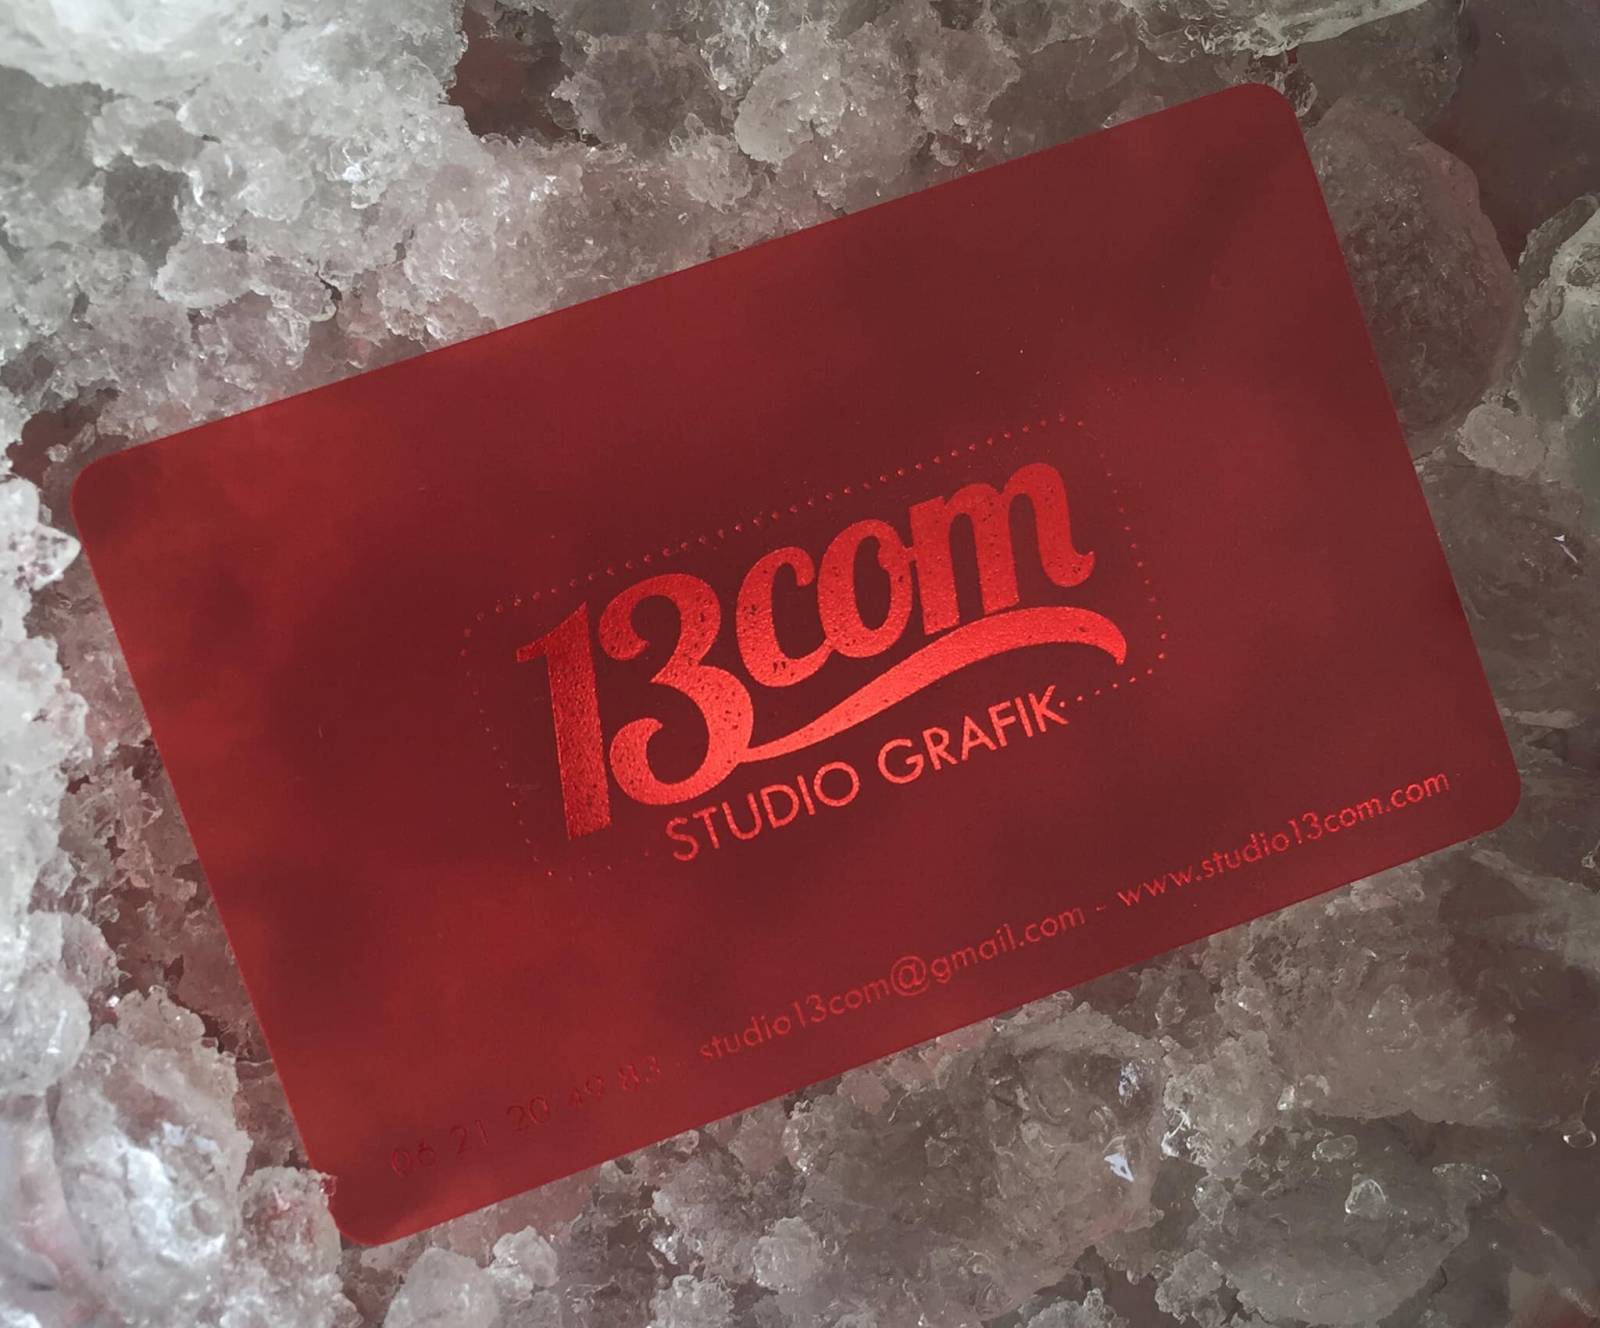 13com
STUDIO GRAFIK
06 21 20 49 83 - studio13com@gmail.com - www.studio13com.com